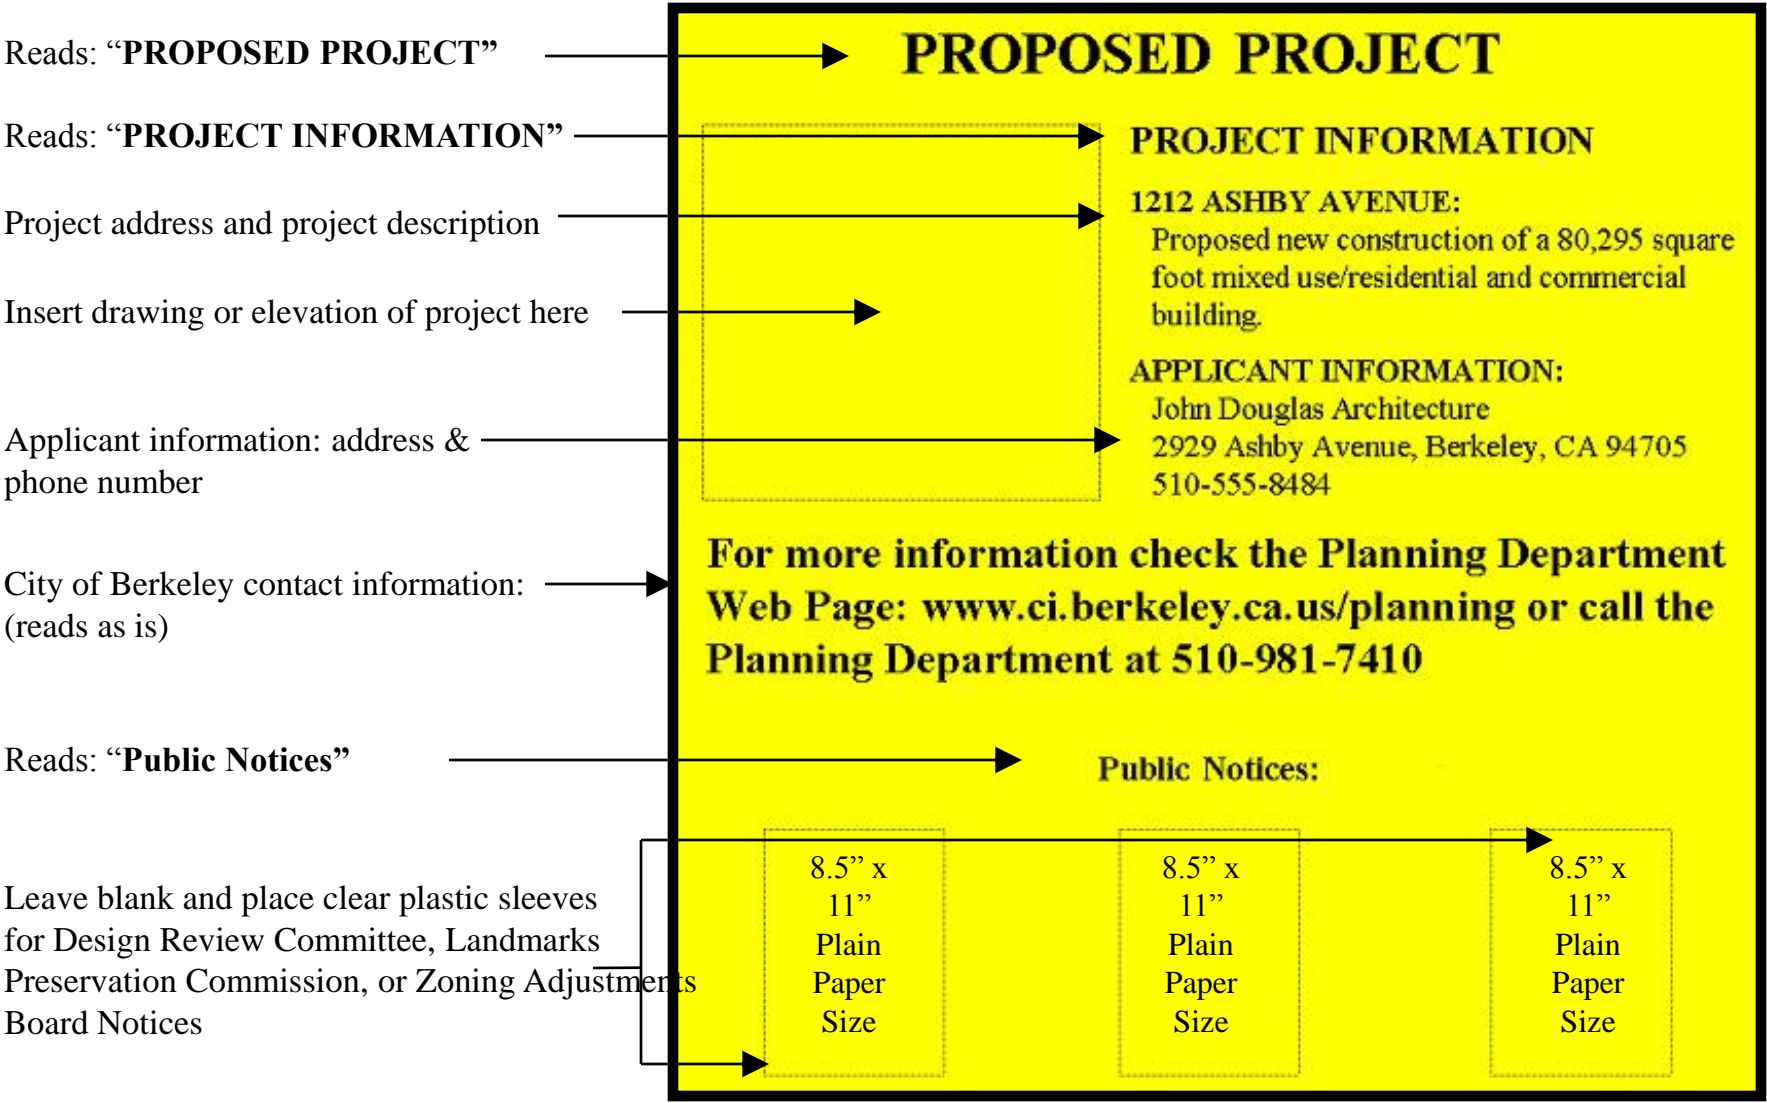 Reads: “PROPOSED PROJECT”
Reads: “PROJECT INFORMATION”
Project address and project description
Insert drawing or elevation of project here
Applicant information: address &
phone number
City of Berkeley contact information:
(reads as is)
Reads: “Public Notices”
Leave blank and place clear plastic sleeves
for Design Review Committee, Landmarks
Preservation Commission, or Zoning Adjustments
Board Notices
PROPOSED PROJECT
PROJECT INFORMATION
1212 ASHBY AVENUE:
Proposed new construction of a 80,295 square
foot mixed use/residential and commercial
building.
APPLICANT INFORMATION:
John Douglas Architecture
2929 Ashby Avenue, Berkeley, CA 94705
510-555-8484
For more information check the Planning Department
Web Page: www.ci.berkeley.ca.us/planning or call the
Planning Department at 510-981-7410
Public Notices:
8.5” x
11”
Plain
Paper
Size
8.5” x
11”
Plain
Paper
Size
8.5” x
11”
Plain
Paper
Size